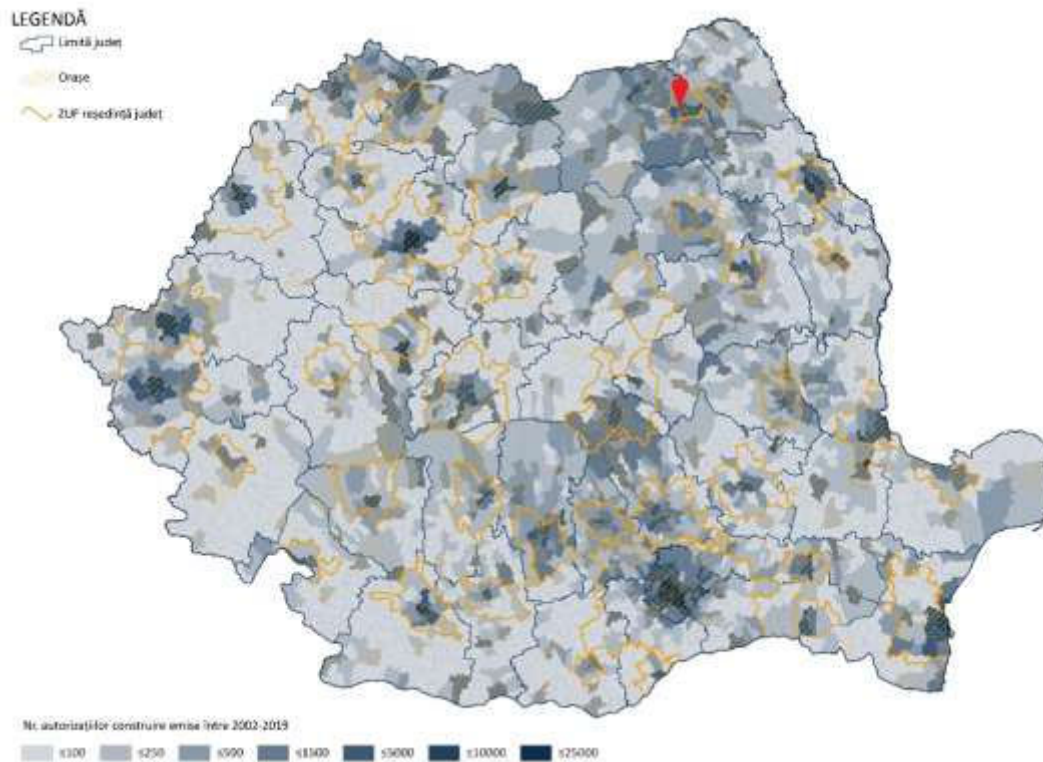 LEGENDĂ
Limită județ
Orașe
ZUF reședință județ
Nr. autorizațiilor construire emise între 2002-2019
≤100 ≤250 ≤500 ≤1500 ≤5000 ≤10000 ≤25000